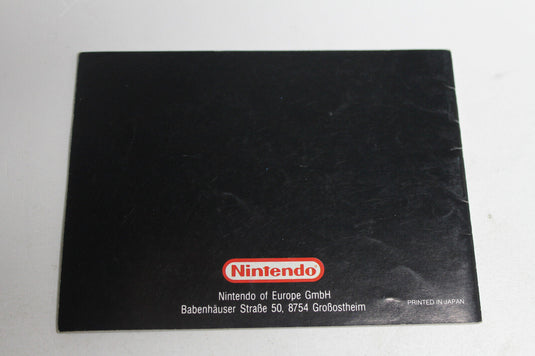 Nintendo
Nintendo of Europe GmbH
Babenhäuser Straße 50, 8754 Großostheim
PRINTED IN JAPAN